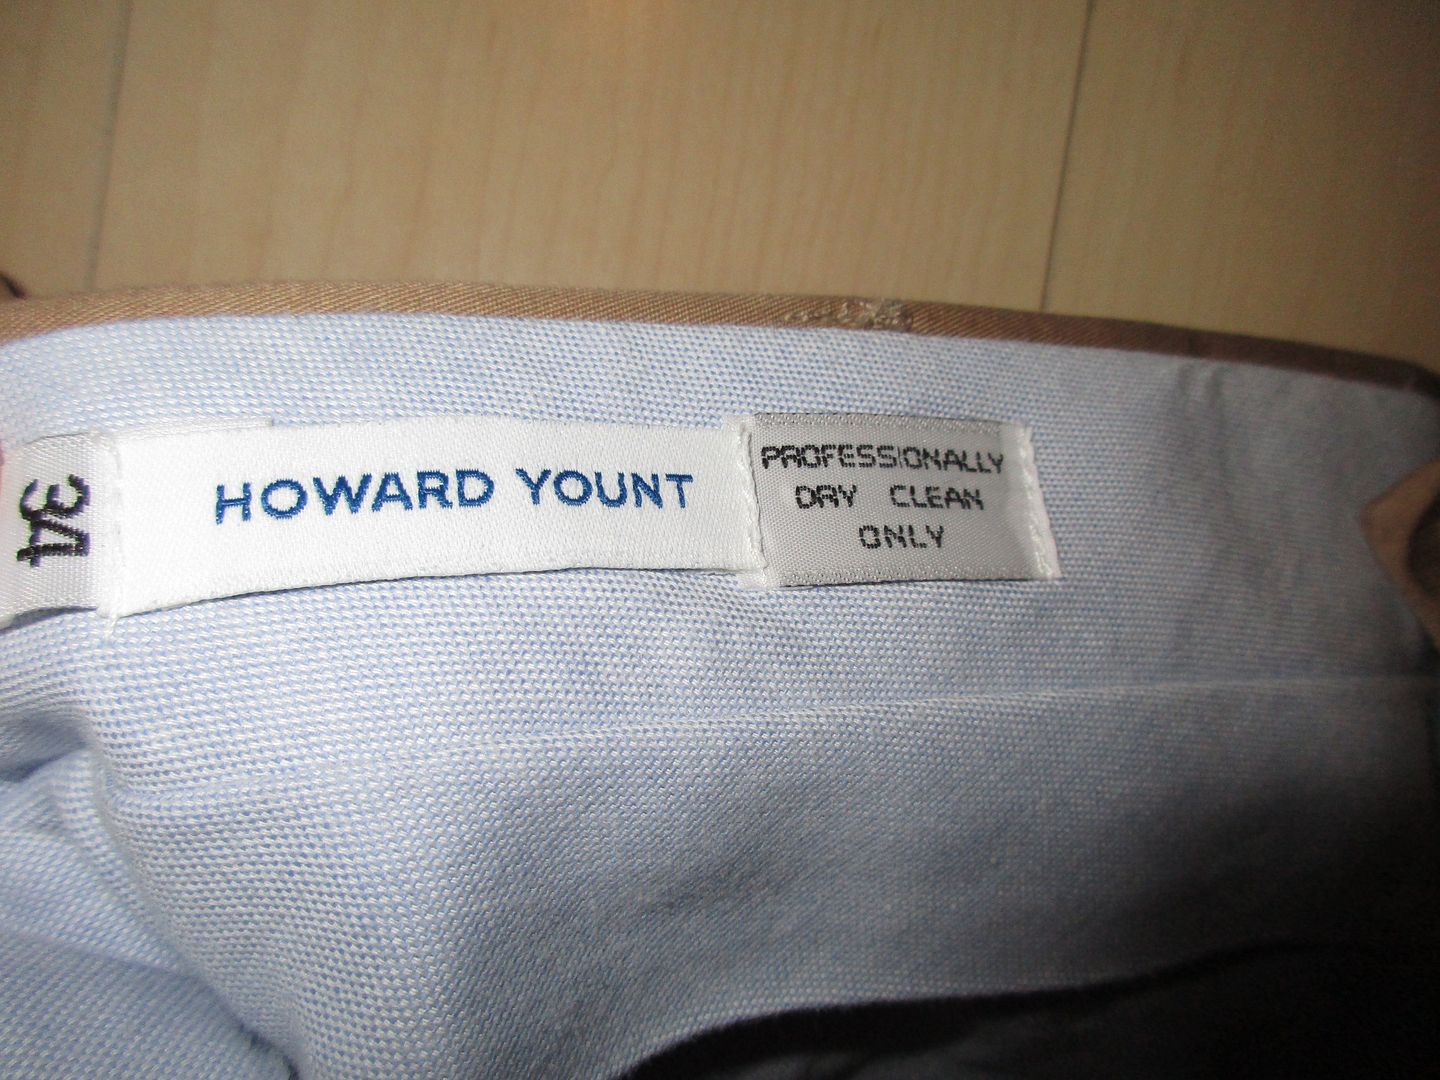 34
HOWARD YOUNT
PROFESSIONALLY
DRY CLEAN
ONLY